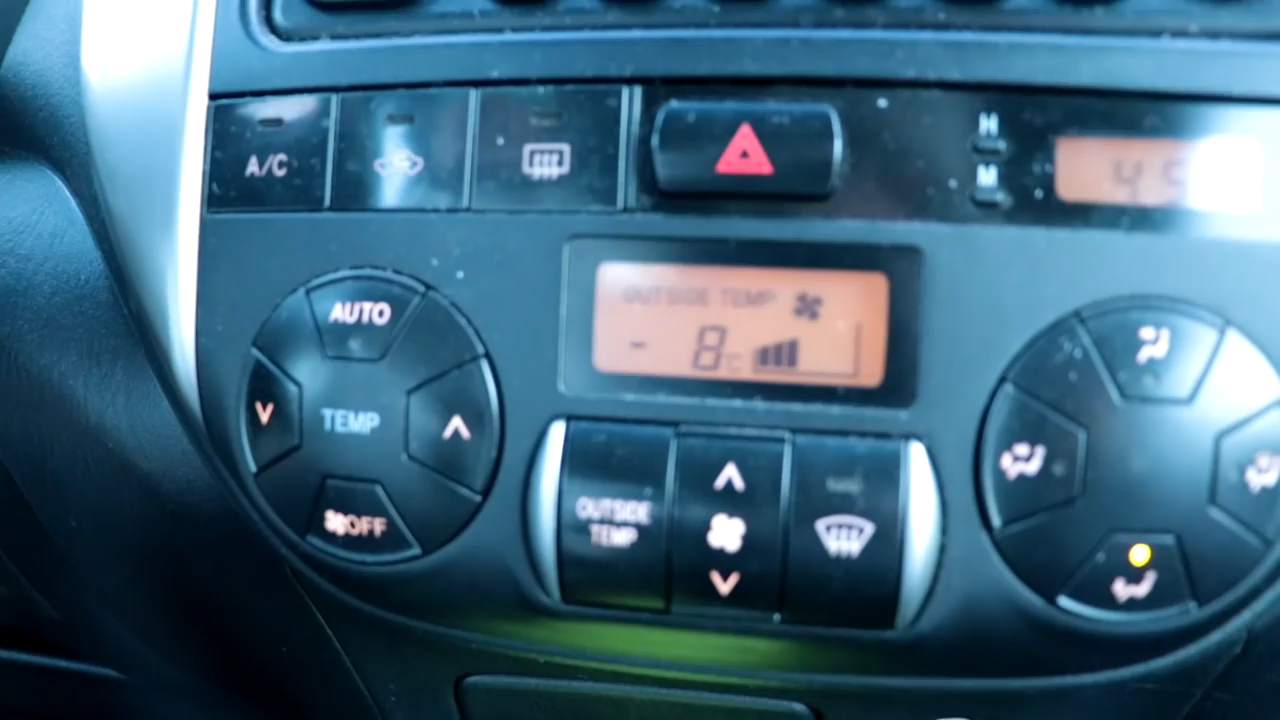 A/C
H
M
OUTSIDE TEMP
- 8°C
AUTO
TEMP
OFF
OUTSIDE
TEMP